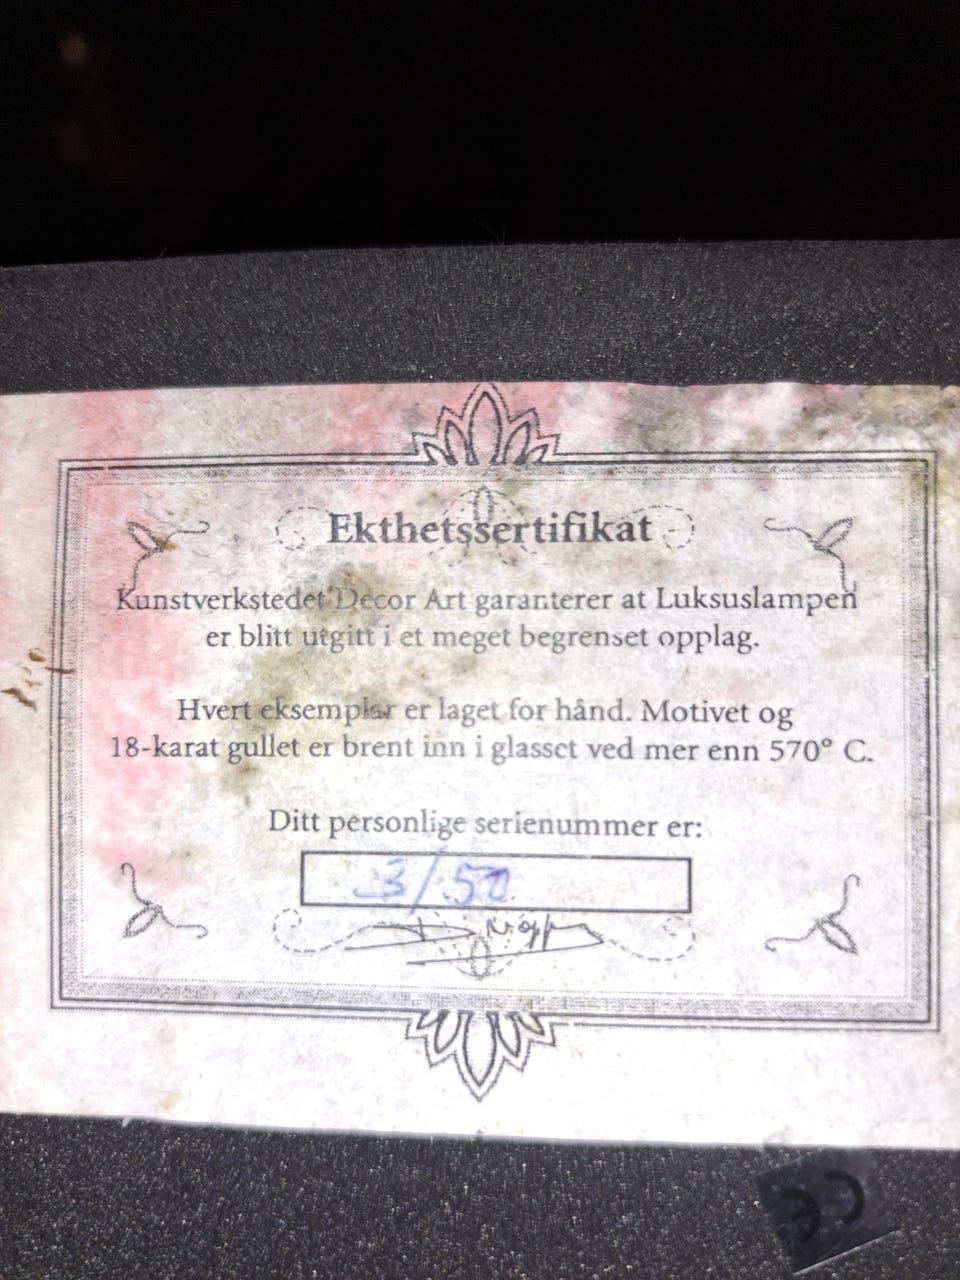 Ekthetssertifikat
Kunstverkstedet Decor Art garanterer at Luksuslampen
er blitt utgitt i et meget begrenset opplag.
Hvert eksemplar er laget for hånd. Motivet og
18-karat gullet er brent inn i glasset ved mer enn 570° C.
Ditt personlige serienummer er:
3/50
CE